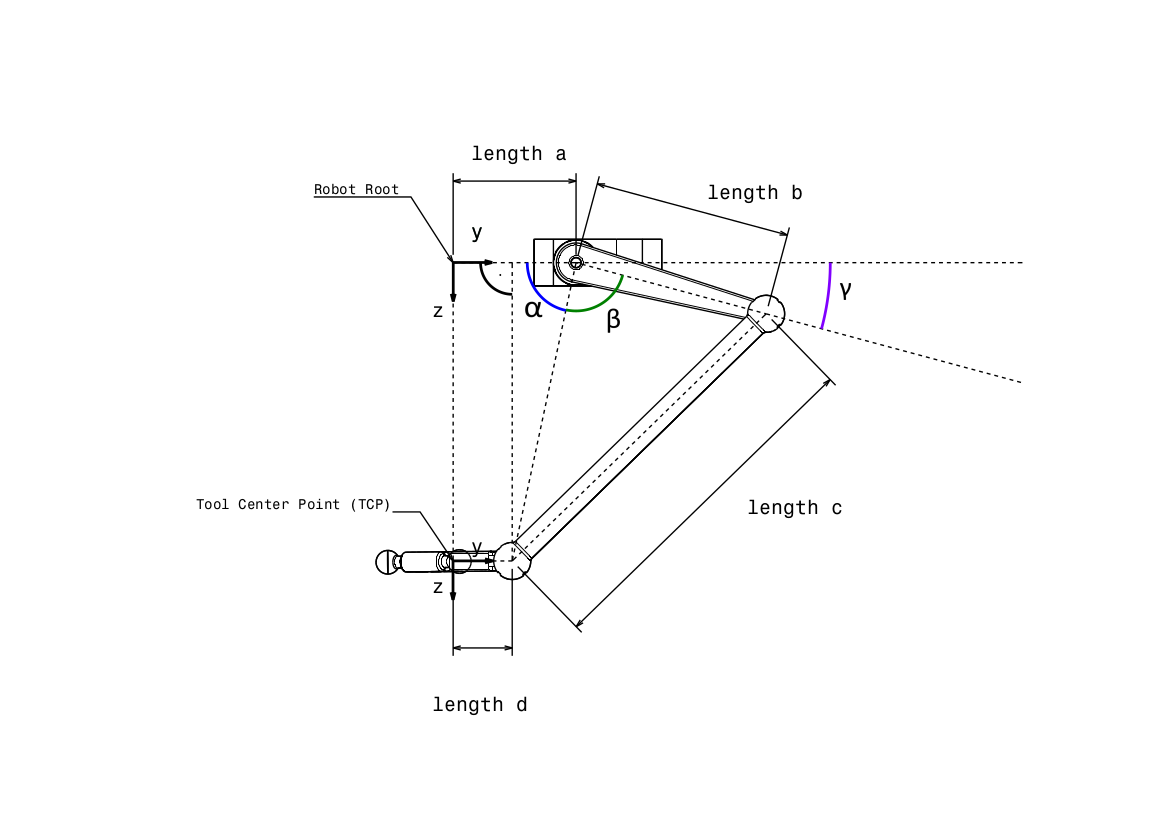 length a
Robot Root
length b
y
z
α
β
γ
Tool Center Point (TCP)
length c
y
z
length d